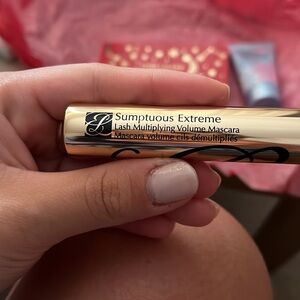 Sumptuous Extreme
Lash Multiplying Volume Mascara
Mascara volume cils démultipliés